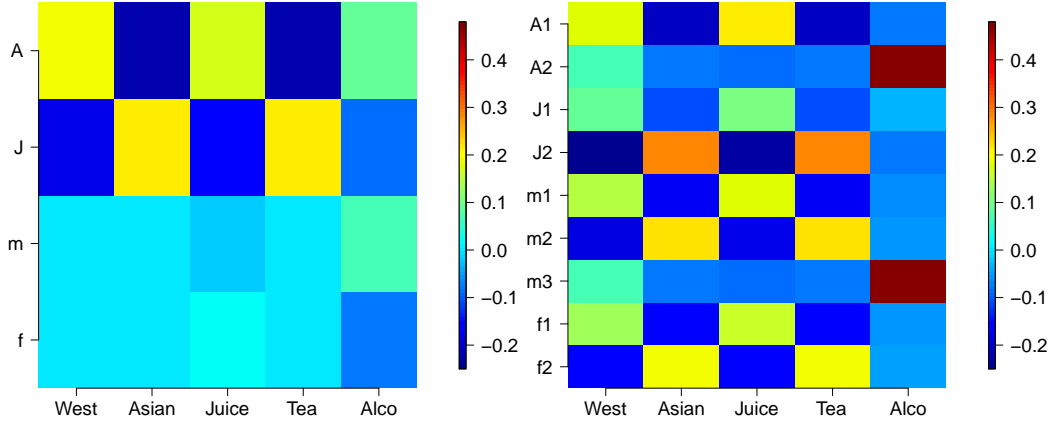 A
J
m
f
West Asian Juice Tea Alco
0.4
0.3
0.2
0.1
0.0
−0.1
−0.2
A1
A2
J1
J2
m1
m2
m3
f1
f2
West Asian Juice Tea Alco
0.4
0.3
0.2
0.1
0.0
−0.1
−0.2